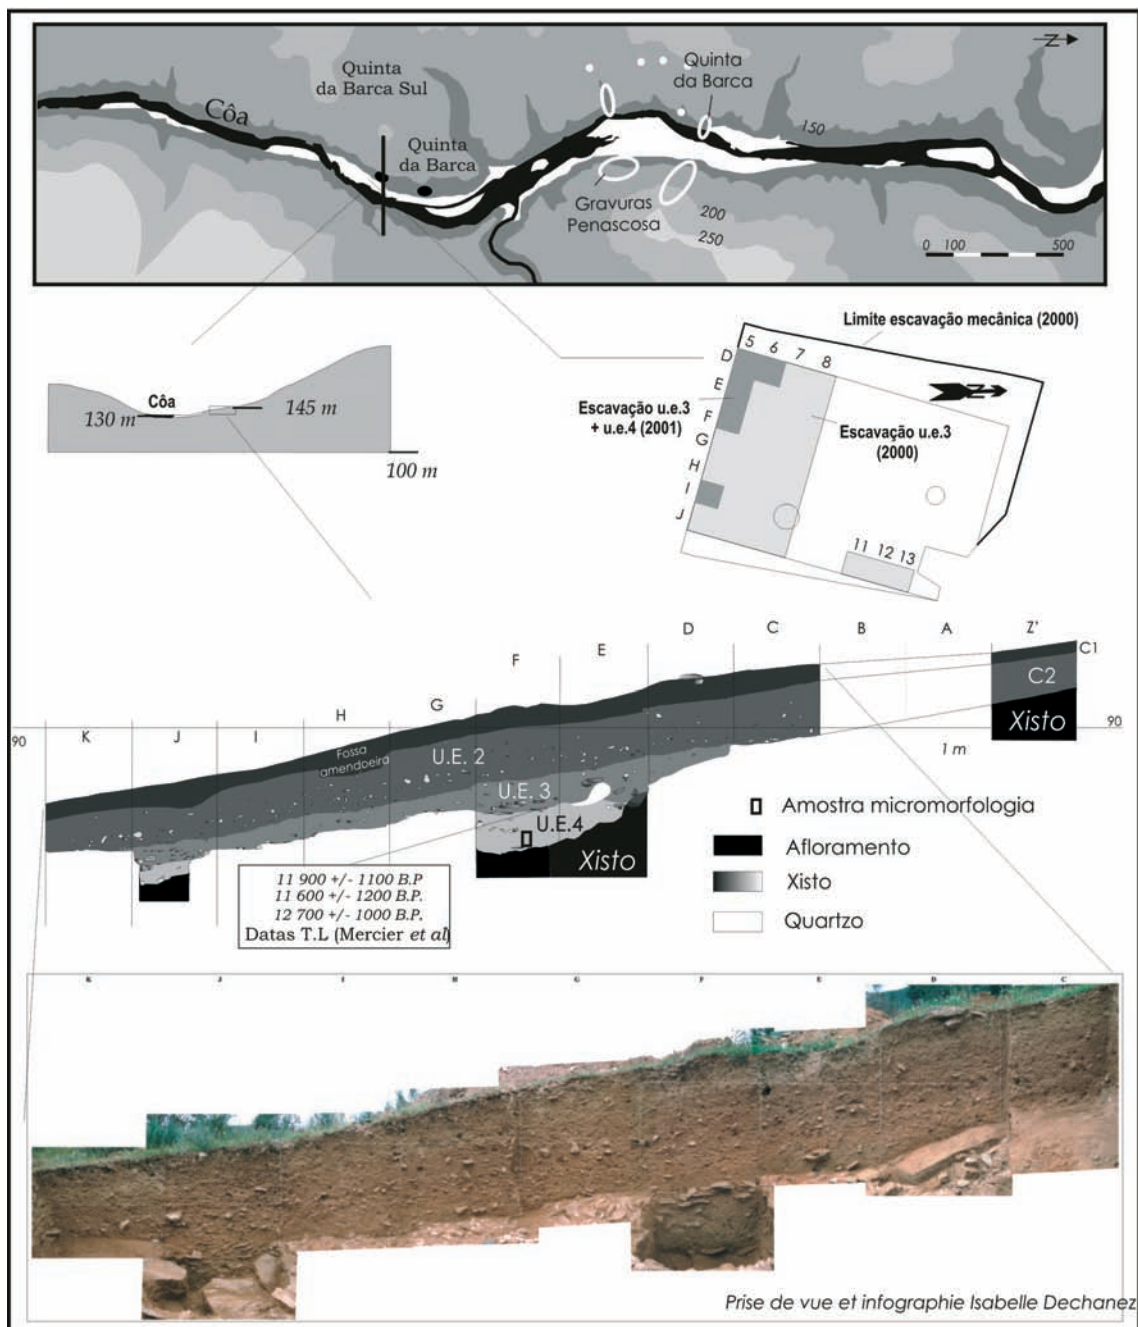 N
Quinta
da Barca Sul
Côa
Quinta
da Barca
Quinta
da Barca
150
Gravuras
Penascosa
200
250
0 100 500
Côa
130 m
145 m
100 m
Limite escavação mecânica (2000)
5 6 7 8
D
E
F
G
H
I
J
N
Escavação u.e.3
+ u.e.4 (2001)
Escavação u.e.3
(2000)
11 12 13
K J I H G F E D C B A Z'
C1
C2
Xisto
90
90
1 m
Fossa
amendoeira
U.E. 2
U.E. 3
U.E.4
Xisto
11 900 +/- 1100 B.P
11 600 +/- 1200 B.P.
12 700 +/- 1000 B.P.
Datas T.L (Mercier et al)
Amostra micromorfologia
Afloramento
Xisto
Quartzo
K J I H G F E D C
Prise de vue et infographie Isabelle Dechanez